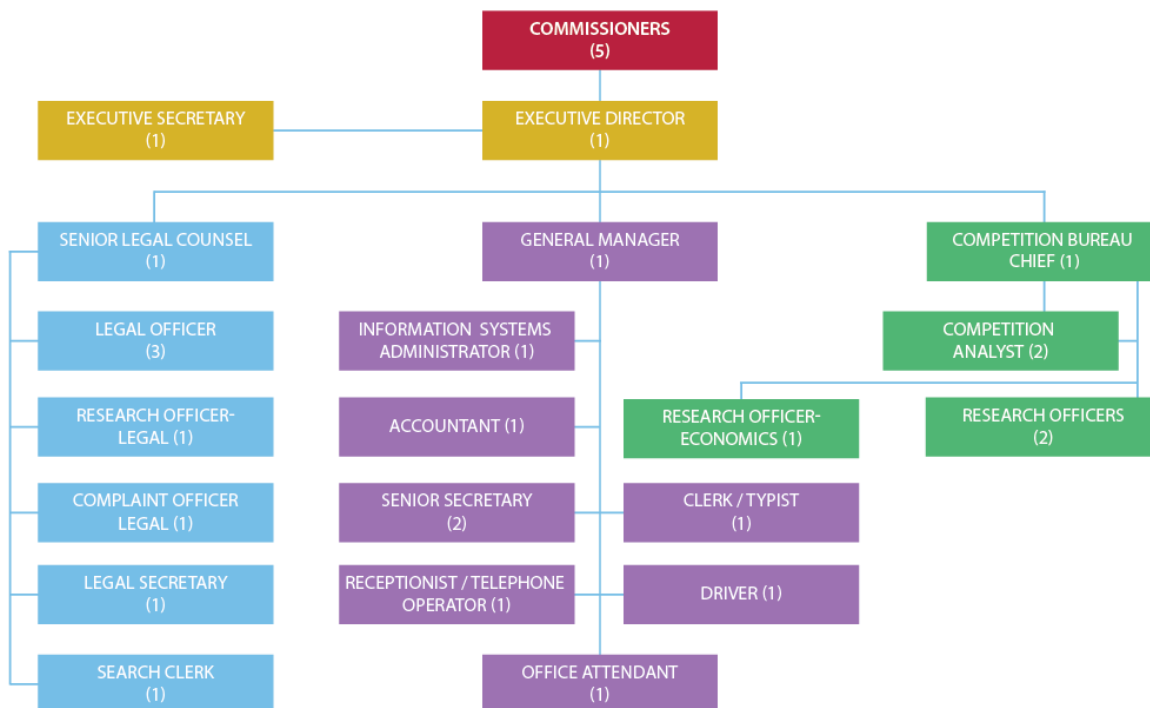 COMMISSIONERS
(5)
EXECUTIVE SECRETARY
(1)
EXECUTIVE DIRECTOR
(1)
SENIOR LEGAL COUNSEL
(1)
GENERAL MANAGER
(1)
COMPETITION BUREAU
CHIEF (1)
LEGAL OFFICER
(3)
INFORMATION SYSTEMS
ADMINISTRATOR (1)
COMPETITION
ANALYST (2)
RESEARCH OFFICER-
LEGAL (1)
ACCOUNTANT (1)
RESEARCH OFFICER-
ECONOMICS (1)
RESEARCH OFFICERS
(2)
COMPLAINT OFFICER
LEGAL (1)
SENIOR SECRETARY
(2)
CLERK / TYPIST
(1)
LEGAL SECRETARY
(1)
RECEPTIONIST / TELEPHONE
OPERATOR (1)
DRIVER (1)
SEARCH CLERK
(1)
OFFICE ATTENDANT
(1)